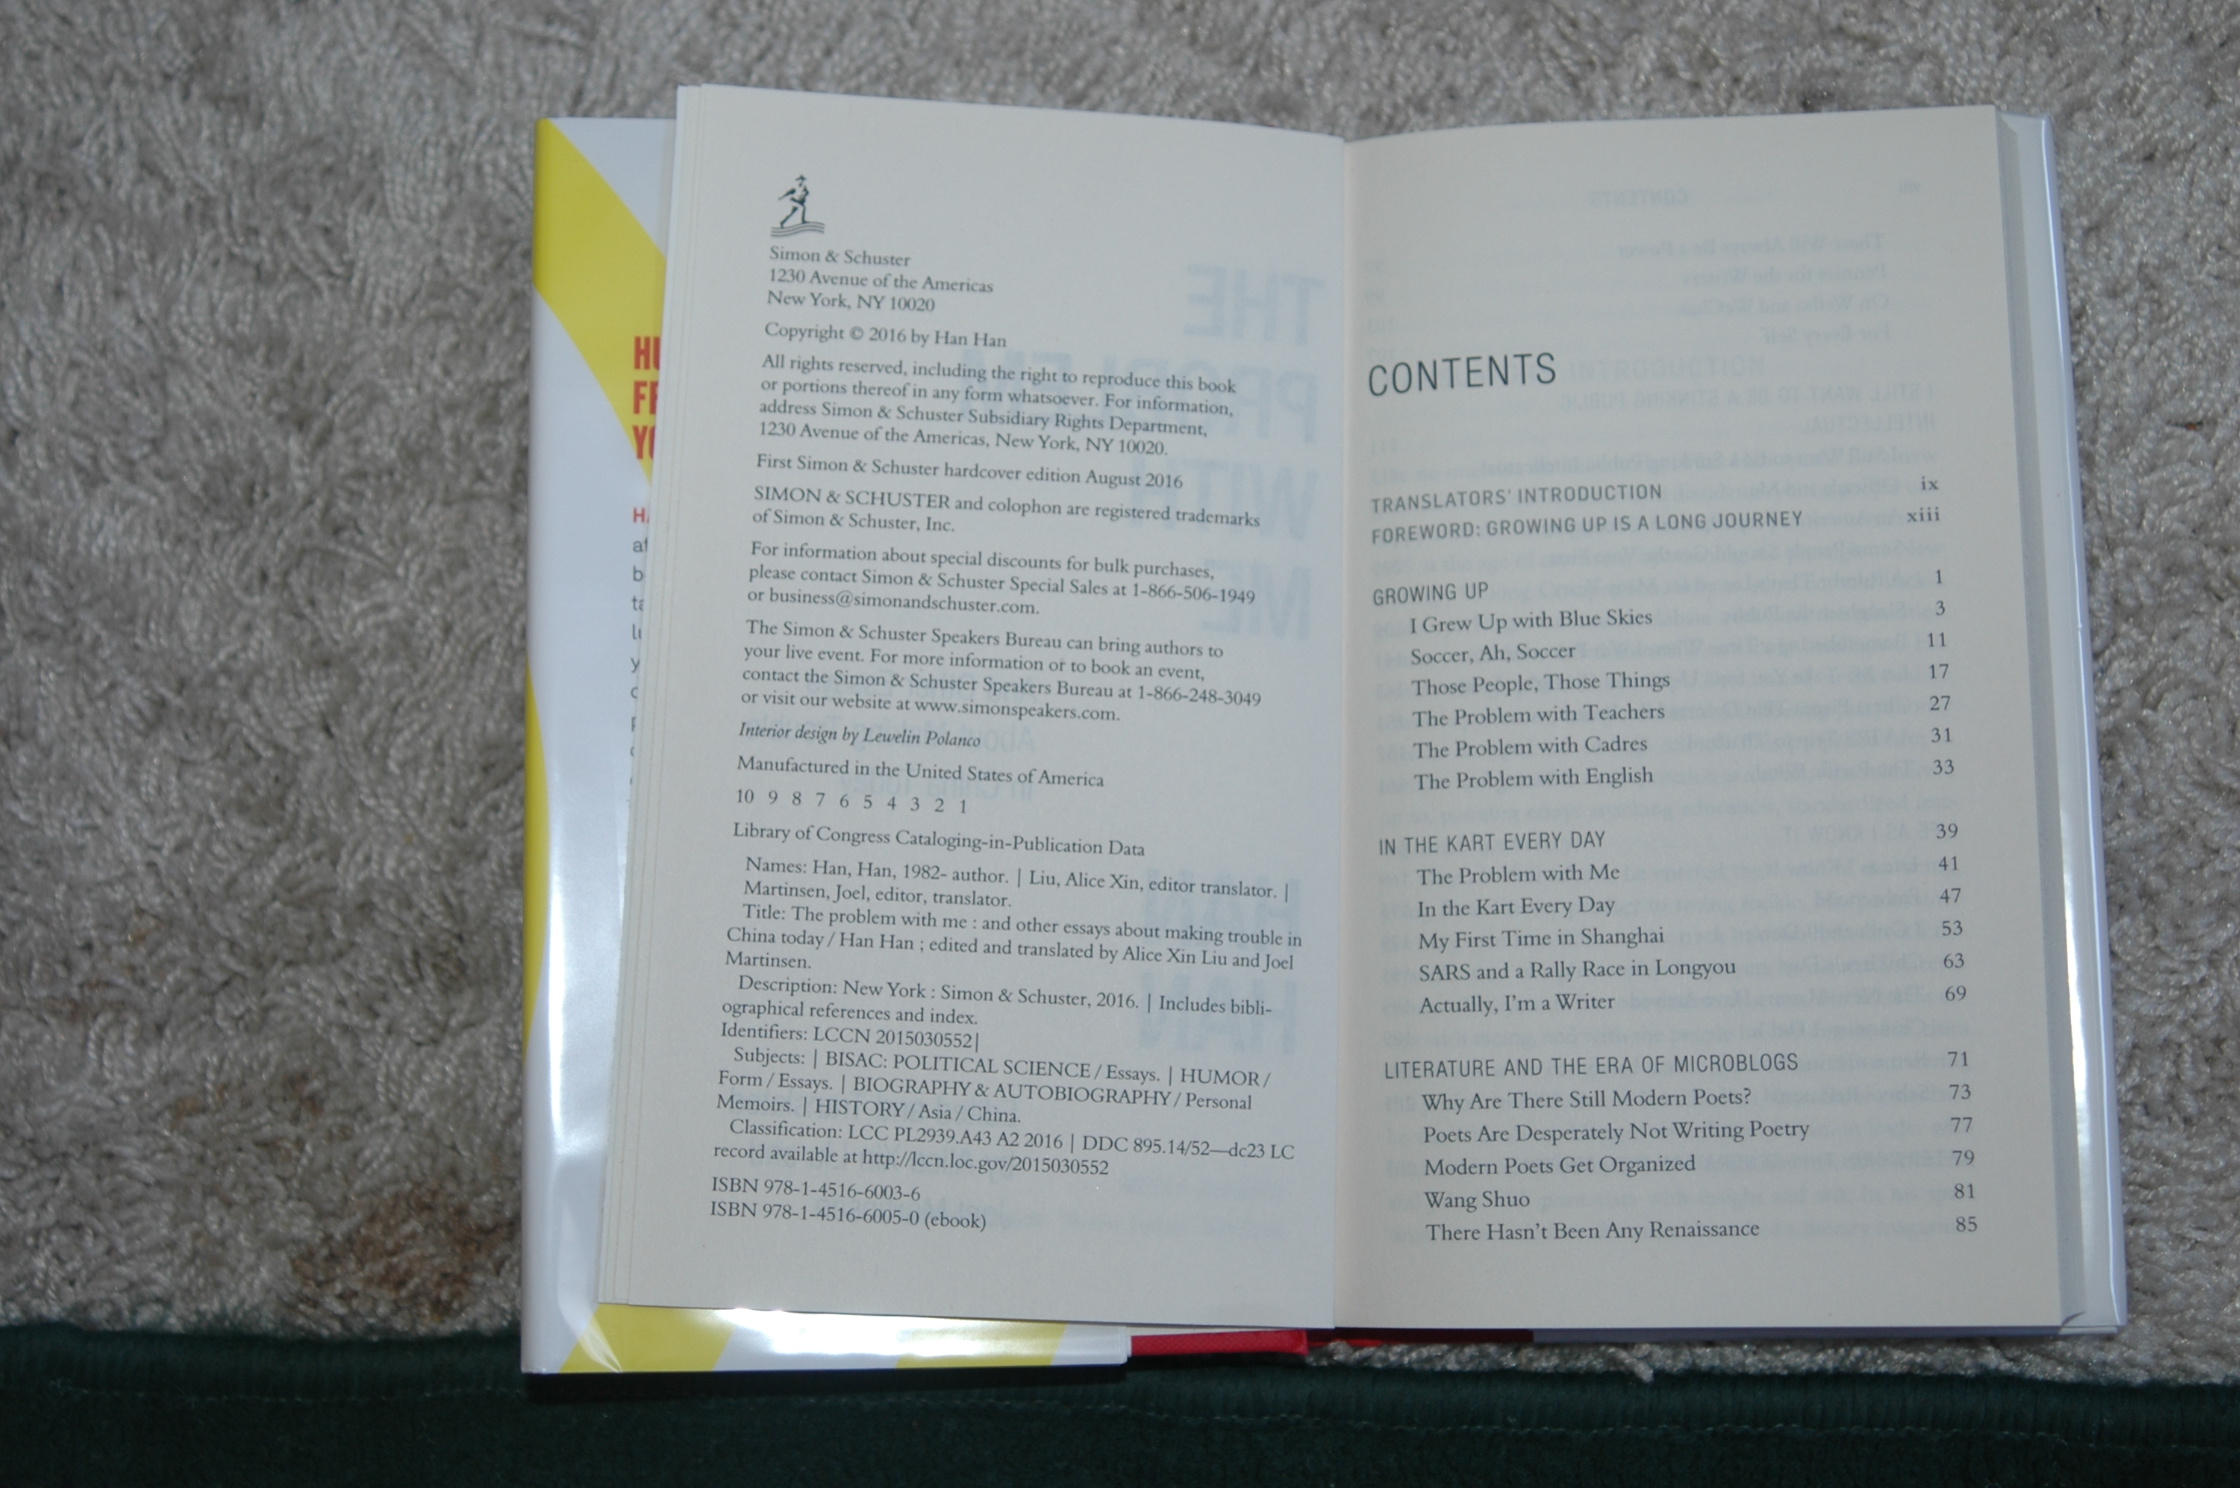 HU
FE
YO
Simon & Schuster
1230 Avenue of the Americas
New York, NY 10020
Copyright © 2016 by Han Han
All rights reserved, including the right to reproduce this book
or portions thereof in any form whatsoever. For information,
address Simon & Schuster Subsidiary Rights Department,
1230 Avenue of the Americas, New York, NY 10020.
First Simon & Schuster hardcover edition August 2016
SIMON & SCHUSTER and colophon are registered trademarks
of Simon & Schuster, Inc.
For information about special discounts for bulk purchases,
please contact Simon & Schuster Special Sales at 1-866-506-1949
or business@simonandschuster.com.
The Simon & Schuster Speakers Bureau can bring authors to
your live event. For more information or to book an event,
contact the Simon & Schuster Speakers Bureau at 1-866-248-3049
or visit our website at www.simonspeakers.com.
Interior design by Lewelin Polanco
Manufactured in the United States of America
10 9 8 7 6 5 4 3 2 1
Library of Congress Cataloging-in-Publication Data
Names: Han, Han, 1982- author. | Liu, Alice Xin, editor translator. |
Martinsen, Joel, editor, translator.
Title: The problem with me : and other essays about making trouble in
China today / Han Han ; edited and translated by Alice Xin Liu and Joel
Martinsen.
Description: New York : Simon & Schuster, 2016. | Includes bibli-
ographical references and index.
Identifiers: LCCN 2015030552|
Subjects: | BISAC: POLITICAL SCIENCE / Essays. | HUMOR /
Form / Essays. | BIOGRAPHY & AUTOBIOGRAPHY / Personal
Memoirs. | HISTORY / Asia / China.
Classification: LCC PL2939.A43 A2 2016 | DDC 895.14/52—dc23 LC
record available at http://lccn.loc.gov/2015030552
ISBN 978-1-4516-6003-6
ISBN 978-1-4516-6005-0 (ebook)
CONTENTS
TRANSLATORS' INTRODUCTION ix
FOREWORD: GROWING UP IS A LONG JOURNEY xiii
GROWING UP 1
I Grew Up with Blue Skies 3
Soccer, Ah, Soccer 11
Those People, Those Things 17
The Problem with Teachers 27
The Problem with Cadres 31
The Problem with English 33
IN THE KART EVERY DAY 39
The Problem with Me 41
In the Kart Every Day 47
My First Time in Shanghai 53
SARS and a Rally Race in Longyou 63
Actually, I'm a Writer 69
LITERATURE AND THE ERA OF MICROBLOGS 71
Why Are There Still Modern Poets? 73
Poets Are Desperately Not Writing Poetry 77
Modern Poets Get Organized 79
Wang Shuo 81
There Hasn't Been Any Renaissance 85